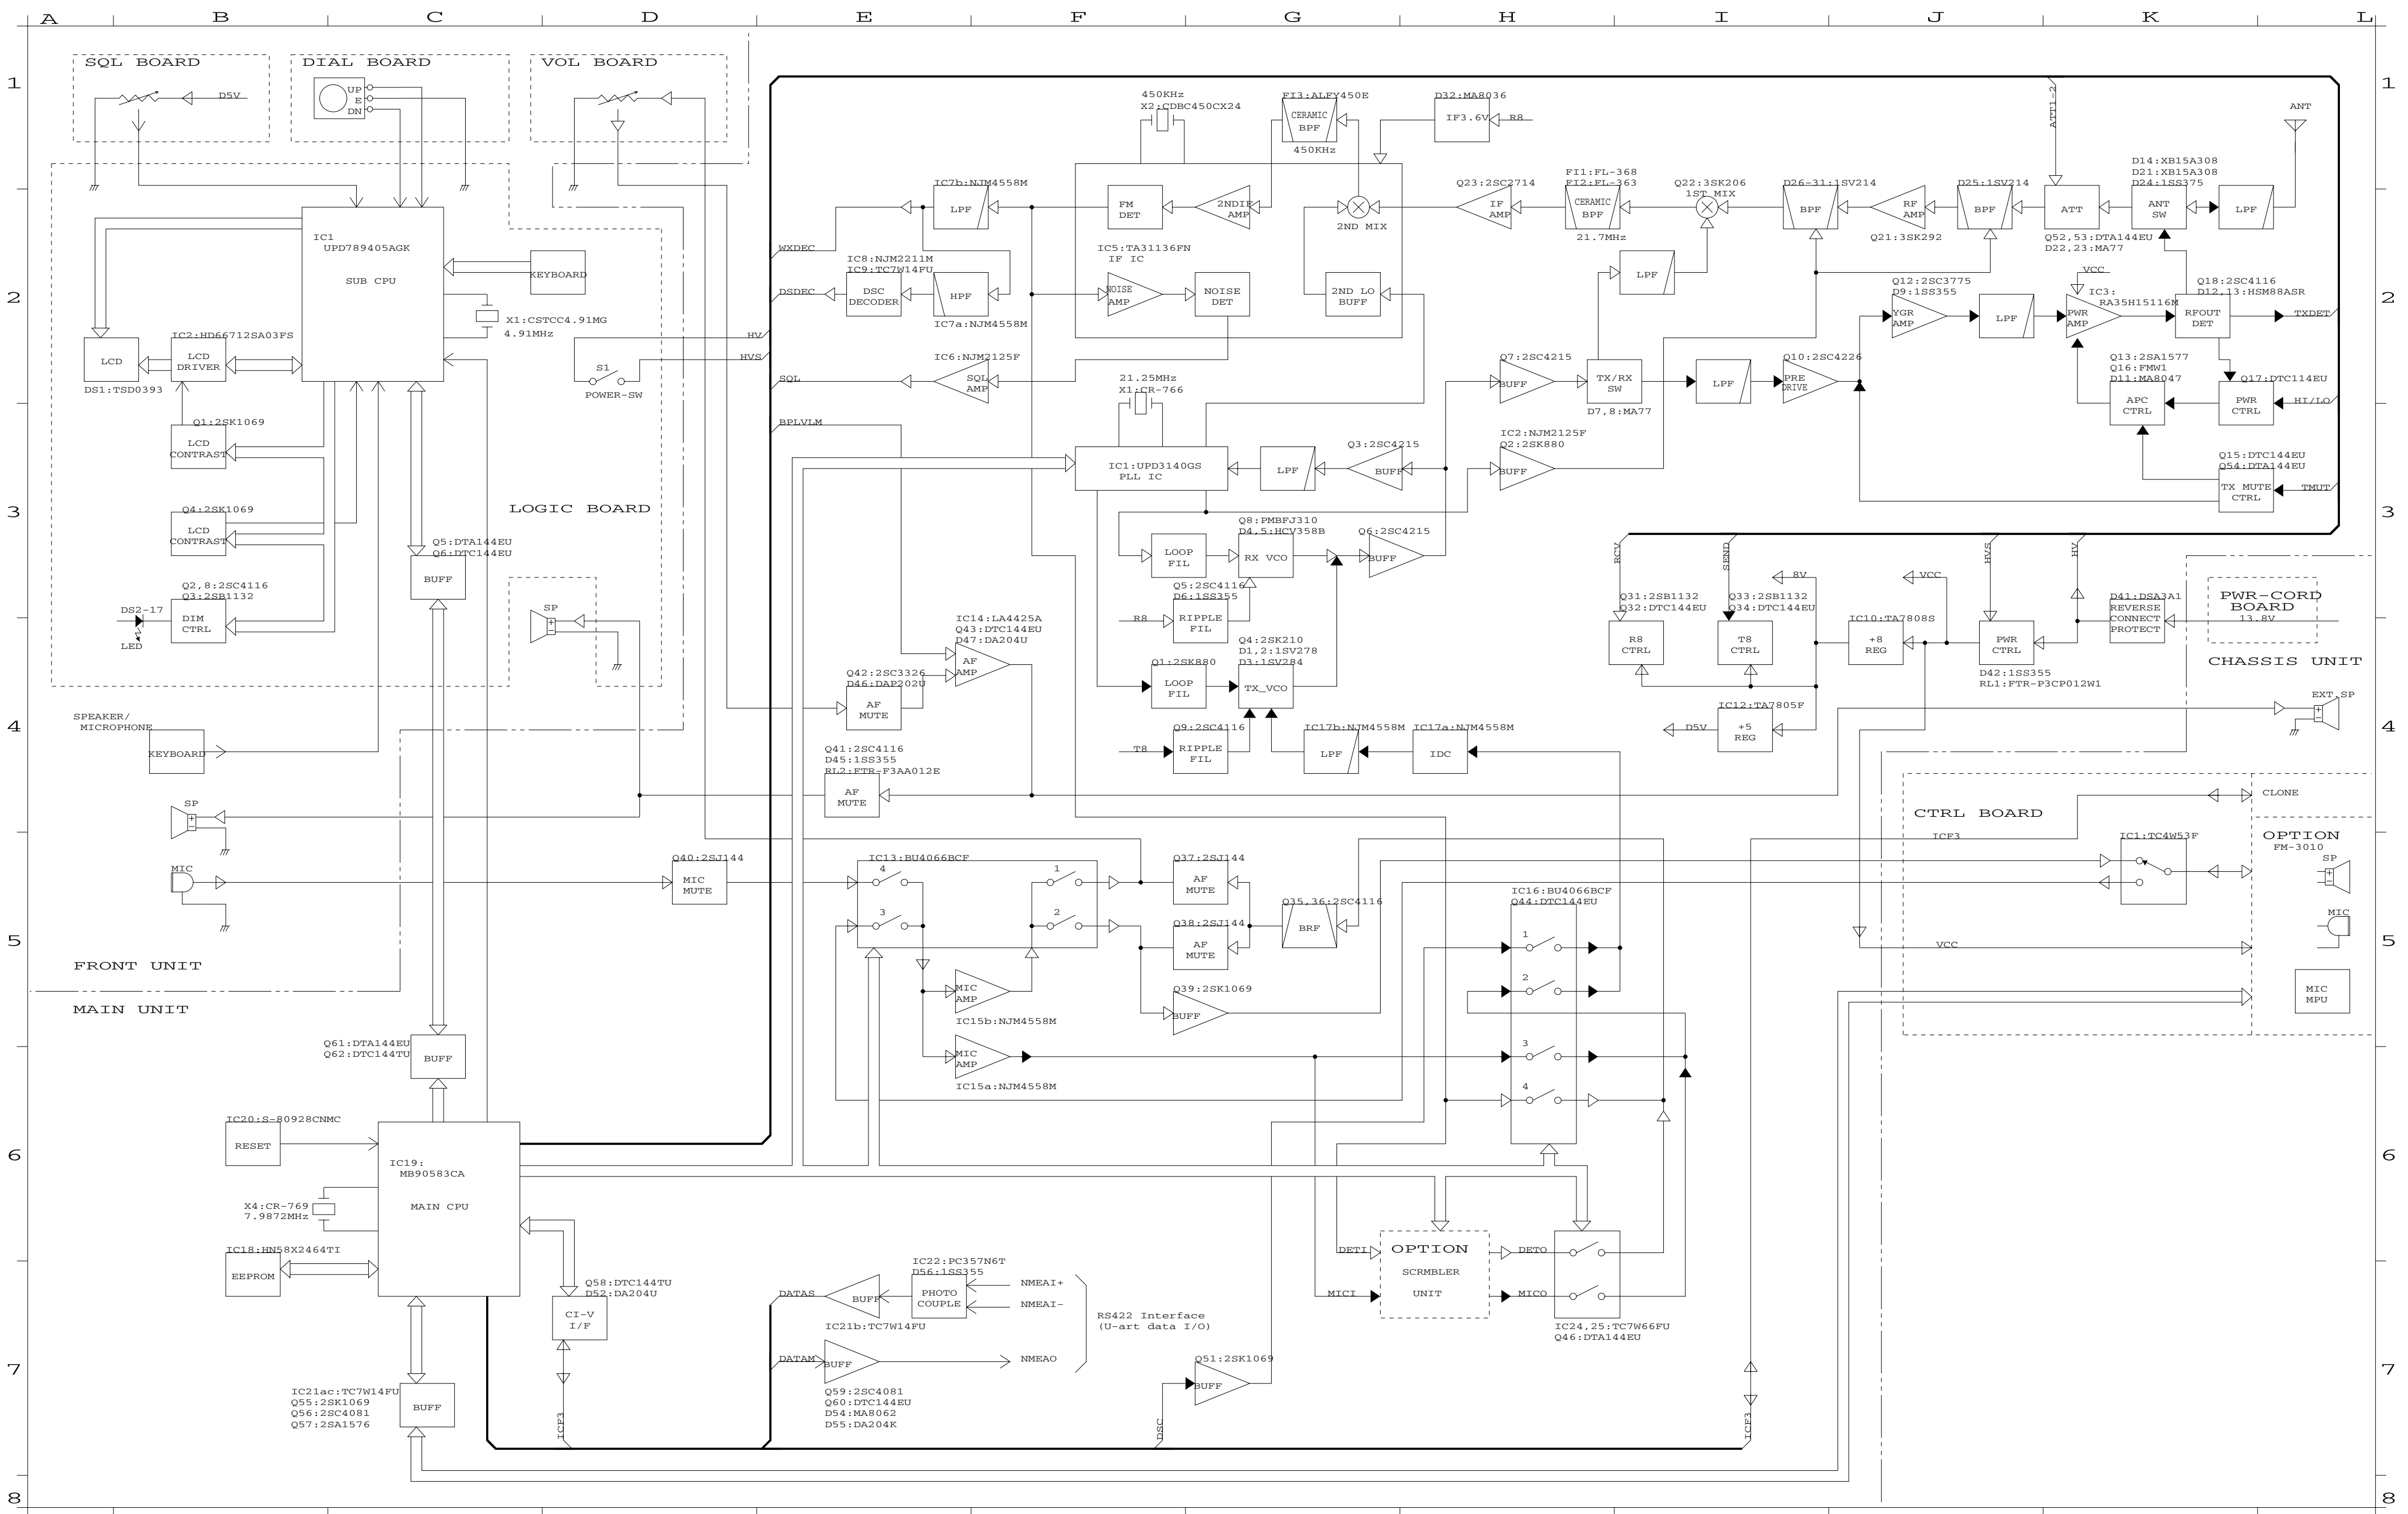 A B C D E F G H I J K L
1
2
3
4
5
6
7
8
SQL BOARD
D5V
DIAL BOARD
UP
E
DN
VOL BOARD
IC1
UPD789405AGK
SUB CPU
KEYBOARD
X1:CSTCC4.91MG
4.91MHz
LCD
DS1:TSD0393
IC2:HD66712SA03FS
LCD
DRIVER
Q1:2SK1069
LCD
CONTRAST
Q4:2SK1069
LCD
CONTRAST
Q2,8:2SC4116
Q3:2SB1132
DIM
CTRL
DS2-17
LED
Q5:DTA144EU
Q6:DTC144EU
BUFF
LOGIC BOARD
S1
POWER-SW
SP
SPEAKER/
MICROPHONE
KEYBOARD
SP
MIC
FRONT UNIT
MAIN UNIT
Q40:2SJ144
MIC
MUTE
Q61:DTA144EU
Q62:DTC144TU
BUFF
IC20:S-80928CNMC
RESET
IC19:
MB90583CA
MAIN CPU
X4:CR-769
7.9872MHz
IC18:HN58X2464TI
EEPROM
Q58:DTC144TU
D52:DA204U
CI-V
I/F
ICF3
IC21ac:TC7W14FU
Q55:2SK1069
Q56:2SC4081
Q57:2SA1576
BUFF
WXDEC
DSDEC
HV
HVS
SQL
BPLVLM
IC7b:NJM4558M
LPF
IC8:NJM2211M
IC9:TC7W14FU
DSC
DECODER
HPF
IC7a:NJM4558M
IC6:NJM2125F
SQL
AMP
450KHz
X2:CDBC450CX24
FM
DET
2NDIF
AMP
IC5:TA31136FN
IF IC
NOISE
AMP
NOISE
DET
FI3:ALFY450E
CERAMIC
BPF
450KHz
2ND MIX
2ND LO
BUFF
D32:MA8036
IF3.6V
R8
Q23:2SC2714
IF
AMP
FI1:FL-368
FI2:FL-363
CERAMIC
BPF
21.7MHz
Q22:3SK206
1ST MIX
LPF
D26-31:1SV214
BPF
RF
AMP
Q21:3SK292
D25:1SV214
BPF
ATT1-2
ATT
Q52,53:DTA144EU
D22,23:MA77
D14:XB15A308
D21:XB15A308
D24:1SS375
ANT
SW
LPF
ANT
Q12:2SC3775
D9:1SS355
YGR
AMP
LPF
VCC
IC3:
RA35H15116M
PWR
AMP
Q18:2SC4116
D12,13:HSM88ASR
RFOUT
DET
TXDET
Q7:2SC4215
BUFF
TX/RX
SW
D7,8:MA77
LPF
Q10:2SC4226
PRE
DRIVE
Q13:2SA1577
Q16:FMW1
D11:MA8047
APC
CTRL
Q17:DTC114EU
PWR
CTRL
HI/LO
Q15:DTC144EU
Q54:DTA144EU
TX MUTE
CTRL
TMUT
21.25MHz
X1:CR-766
IC1:UPD3140GS
PLL IC
LPF
Q3:2SC4215
BUFF
IC2:NJM2125F
Q2:2SK880
BUFF
LOOP
FIL
Q8:PMBFJ310
D4,5:HCV358B
RX VCO
Q6:2SC4215
BUFF
Q5:2SC4116
D6:1SS355
R8
RIPPLE
FIL
Q1:2SK880
LOOP
FIL
Q4:2SK210
D1,2:1SV278
D3:1SV284
TX_VCO
Q9:2SC4116
T8
RIPPLE
FIL
IC17b:NJM4558M
LPF
IC17a:NJM4558M
IDC
IC14:LA4425A
Q43:DTC144EU
D47:DA204U
AF
AMP
Q42:2SC3326
D46:DAP202U
AF
MUTE
Q41:2SC4116
D45:1SS355
RL2:FTR-F3AA012E
AF
MUTE
RCV
SEND
HVS
HV
8V
VCC
Q31:2SB1132
Q32:DTC144EU
R8
CTRL
Q33:2SB1132
Q34:DTC144EU
T8
CTRL
IC10:TA7808S
+8
REG
PWR
CTRL
D42:1SS355
RL1:FTR-P3CP012W1
D41:DSA3A1
REVERSE
CONNECT
PROTECT
PWR-CORD
BOARD
13.8V
CHASSIS UNIT
IC12:TA7805F
+5
REG
D5V
EXT.SP
CTRL BOARD
CLONE
ICF3
IC1:TC4W53F
OPTION
FM-3010
SP
MIC
VCC
MIC
MPU
IC13:BU4066BCF
4
3
1
2
Q37:2SJ144
AF
MUTE
Q38:2SJ144
AF
MUTE
Q35,36:2SC4116
BRF
Q39:2SK1069
BUFF
MIC
AMP
IC15b:NJM4558M
MIC
AMP
IC15a:NJM4558M
IC16:BU4066BCF
Q44:DTC144EU
1
2
3
4
DETI
MICI
OPTION
SCRMBLER
UNIT
DETO
MICO
IC24,25:TC7W66FU
Q46:DTA144EU
IC22:PC357N6T
D56:1SS355
DATAS
BUFF
PHOTO
COUPLE
NMEAI+
NMEAI-
IC21b:TC7W14FU
RS422 Interface
(U-art data I/O)
DATAM
BUFF
NMEAO
Q59:2SC4081
Q60:DTC144EU
D54:MA8062
D55:DA204K
DSC
Q51:2SK1069
BUFF
ICF3
1
2
3
4
5
6
7
8